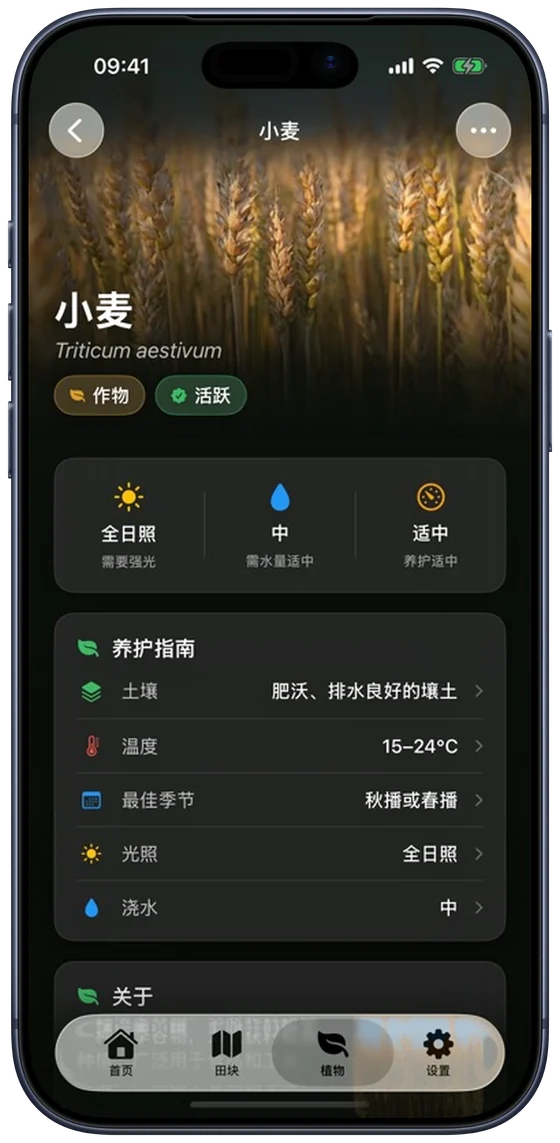 09:41
小麦
小麦
Triticum aestivum
作物 活跃
全日照 中 适中
需要强光 需水量适中 养护适中
养护指南
土壤 肥沃、排水良好的壤土
温度 15–24°C
最佳季节 秋播或春播
光照 全日照
浇水 中
关于
首页 田块 植物 设置